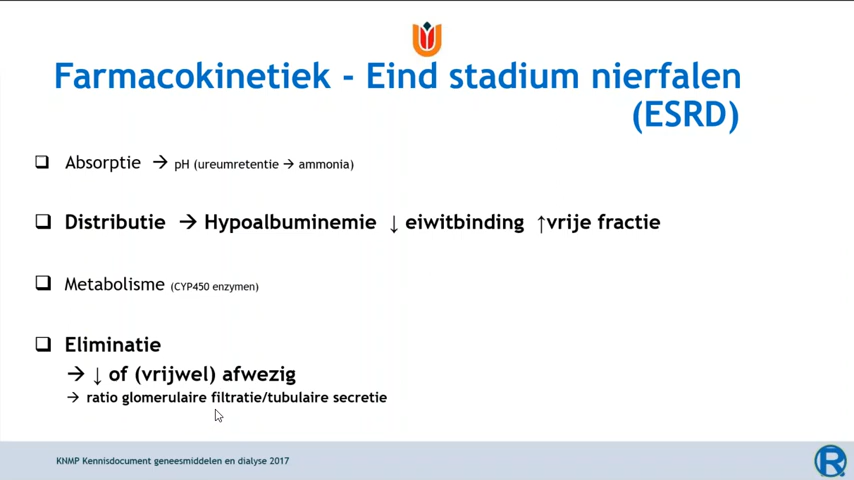 Farmacokinetiek - Eind stadium nierfalen
(ESRD)
❑ Absorptie → pH (ureumretentie → ammonia)
❑ Distributie → Hypoalbuminemie ↓ eiwitbinding ↑vrije fractie
❑ Metabolisme (CYP450 enzymen)
❑ Eliminatie
→ ↓ of (vrijwel) afwezig
→ ratio glomerulaire filtratie/tubulaire secretie
KNMP Kennisdocument geneesmiddelen en dialyse 2017
R